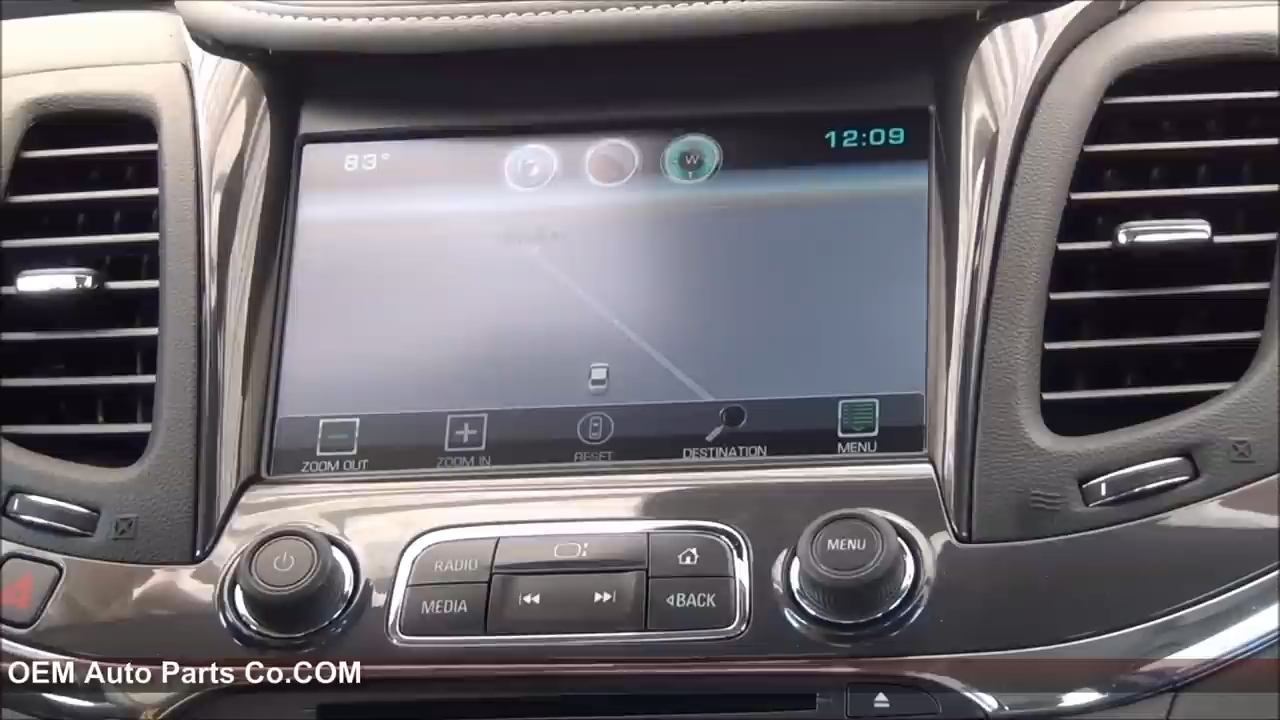 83°
W
12:09
ZOOM OUT
ZOOM IN
RESET
DESTINATION
MENU
RADIO
MEDIA
BACK
MENU
OEM Auto Parts Co.COM